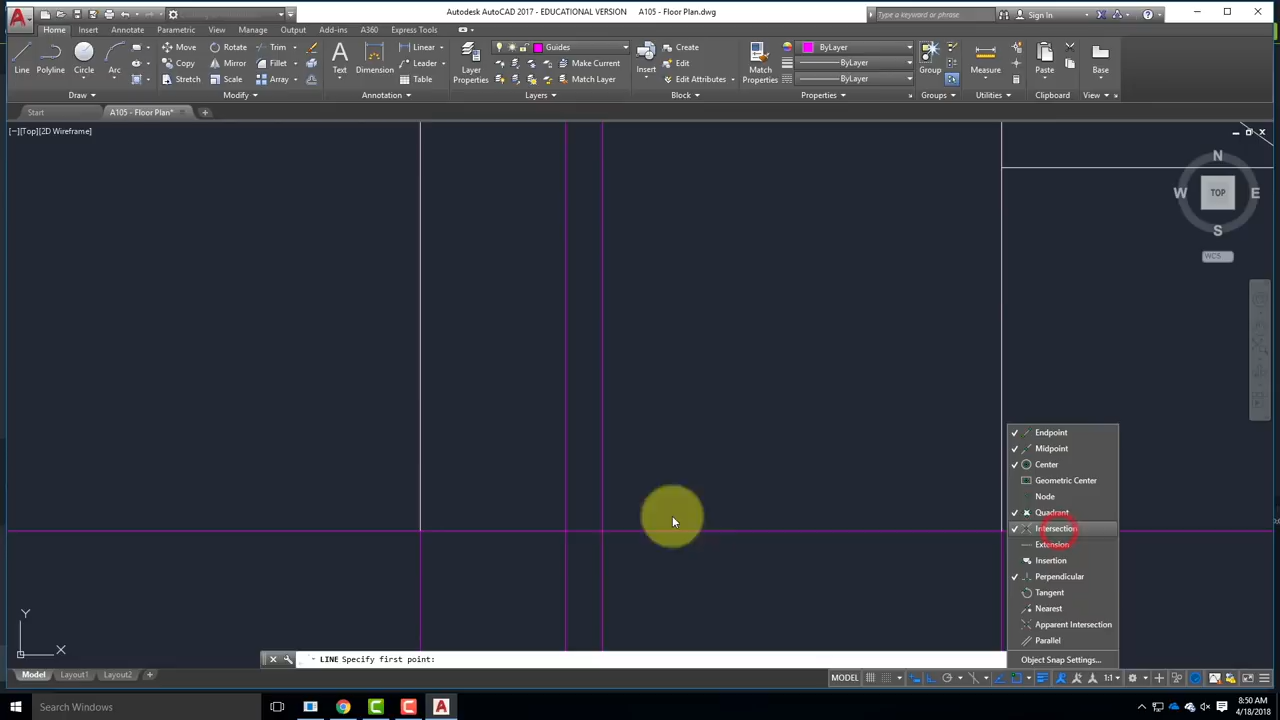 Autodesk AutoCAD 2017 - EDUCATIONAL VERSION A105 - Floor Plan.dwg
Type a keyword or phrase
Sign In
Home Insert Annotate Parametric View Manage Output Add-ins A360 Express Tools
Line Polyline Circle Arc
Move Rotate Trim
Copy Mirror Fillet
Stretch Scale Array
Text Dimension
Linear
Leader
Table
Layer Properties
Guides
Make Current
Match Layer
Insert
Create
Edit
Edit Attributes
Match Properties
ByLayer
ByLayer
ByLayer
Group Measure Paste Base
Draw Modify Annotation Layers Block Properties Groups Utilities Clipboard View
Start A105 - Floor Plan*
[−][Top][2D Wireframe]
N
W TOP E
S
WCS
Endpoint
Midpoint
Center
Geometric Center
Node
Quadrant
Intersection
Extension
Insertion
Perpendicular
Tangent
Nearest
Apparent Intersection
Parallel
Object Snap Settings...
Y
X
LINE Specify first point:
Model Layout1 Layout2
MODEL 1:1
Search Windows
8:50 AM
4/18/2018